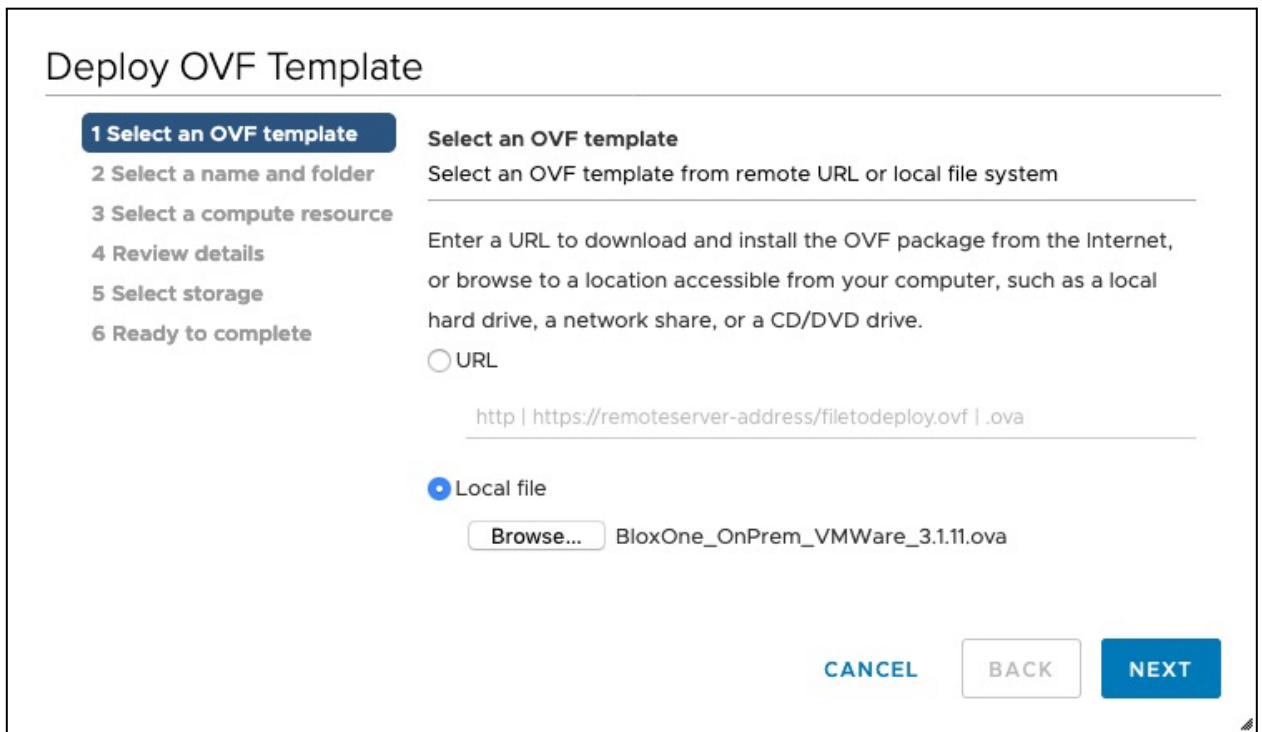 Deploy OVF Template
1 Select an OVF template
2 Select a name and folder
3 Select a compute resource
4 Review details
5 Select storage
6 Ready to complete
Select an OVF template
Select an OVF template from remote URL or local file system
Enter a URL to download and install the OVF package from the Internet,
or browse to a location accessible from your computer, such as a local
hard drive, a network share, or a CD/DVD drive.
URL
http | https://remoteserver-address/filetodeploy.ovf | .ova
Local file
Browse... BloxOne_OnPrem_VMWare_3.1.11.ova
CANCEL BACK NEXT